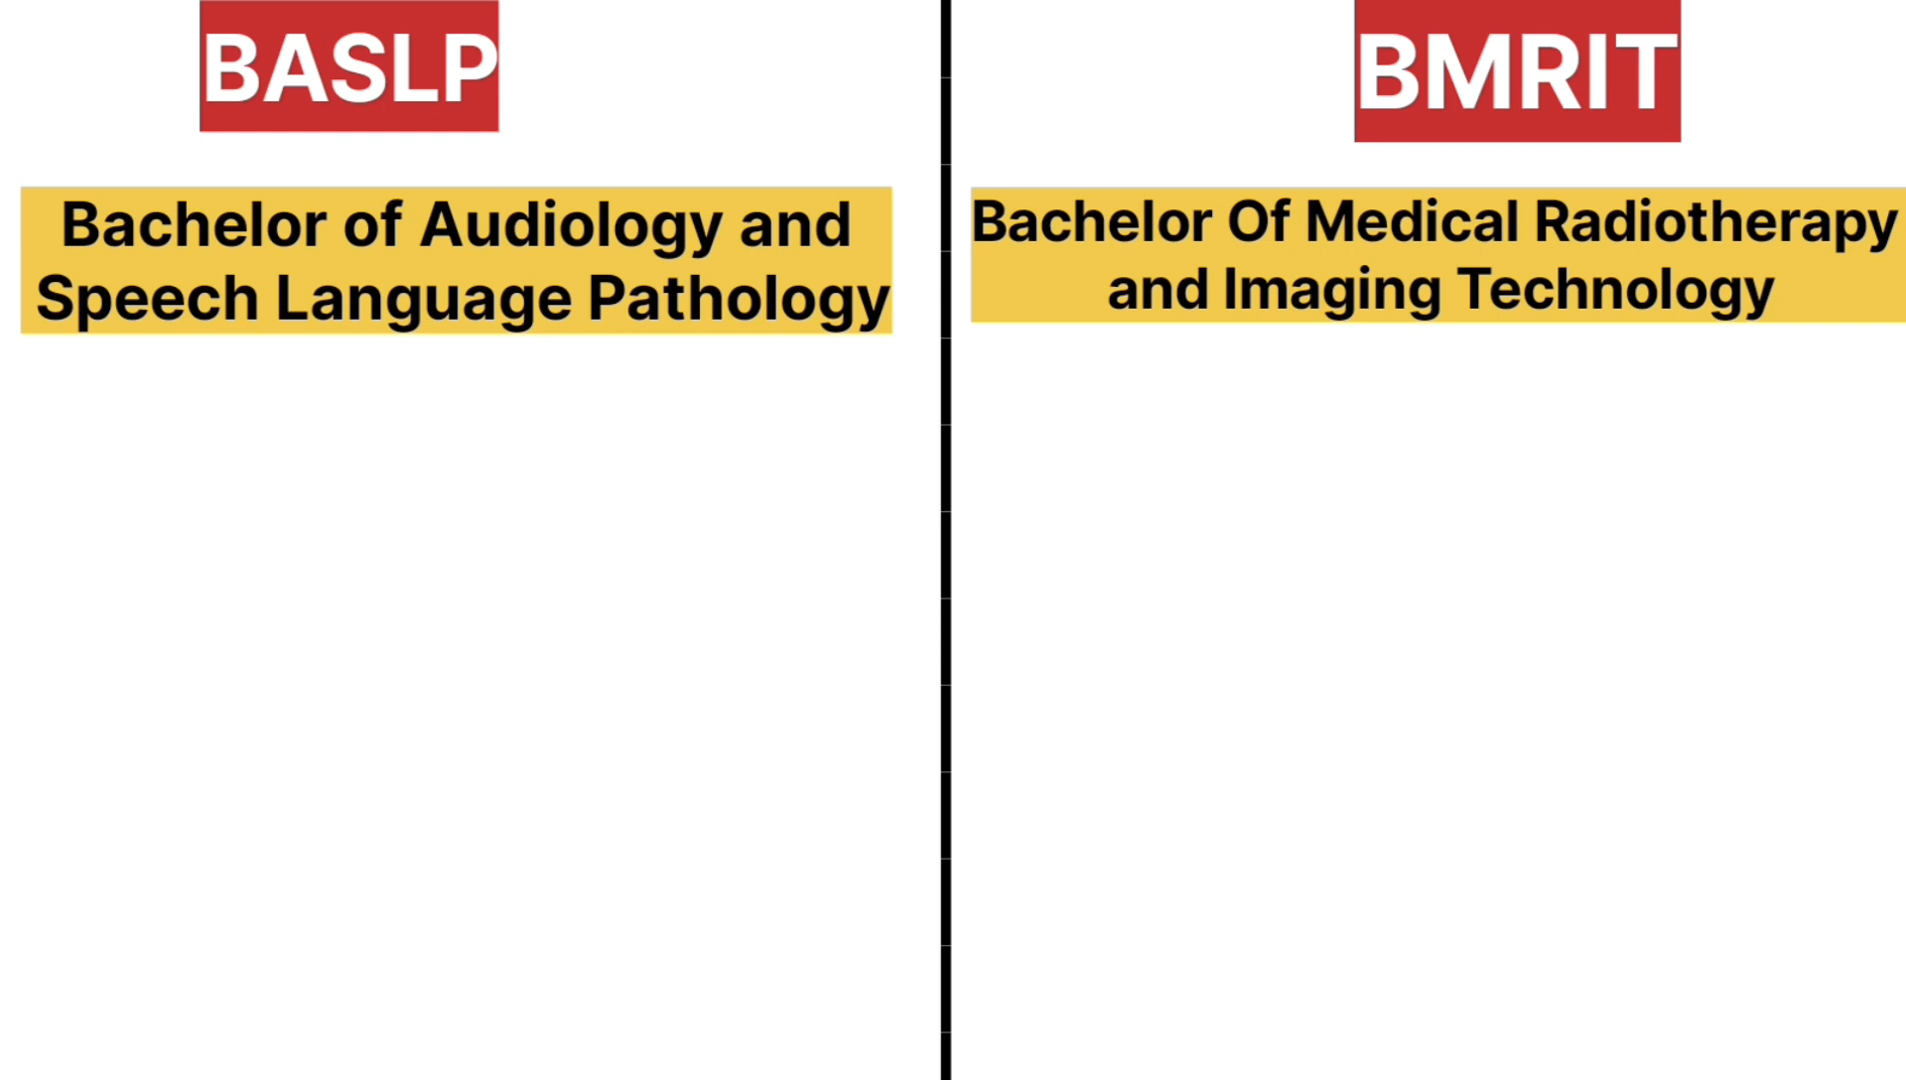 BASLP
Bachelor of Audiology and
Speech Language Pathology
BMRIT
Bachelor Of Medical Radiotherapy
and Imaging Technology